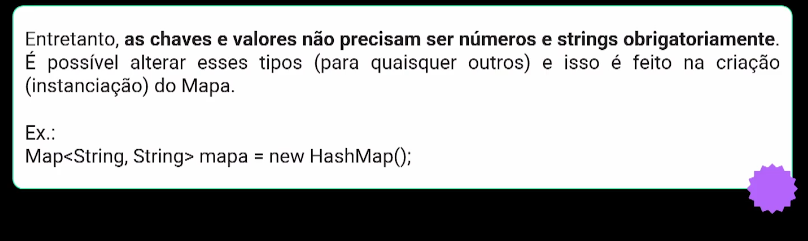 Entretanto, as chaves e valores não precisam ser números e strings obrigatoriamente.
É possível alterar esses tipos (para quaisquer outros) e isso é feito na criação
(instanciação) do Mapa.
Ex.:
Map<String, String> mapa = new HashMap();